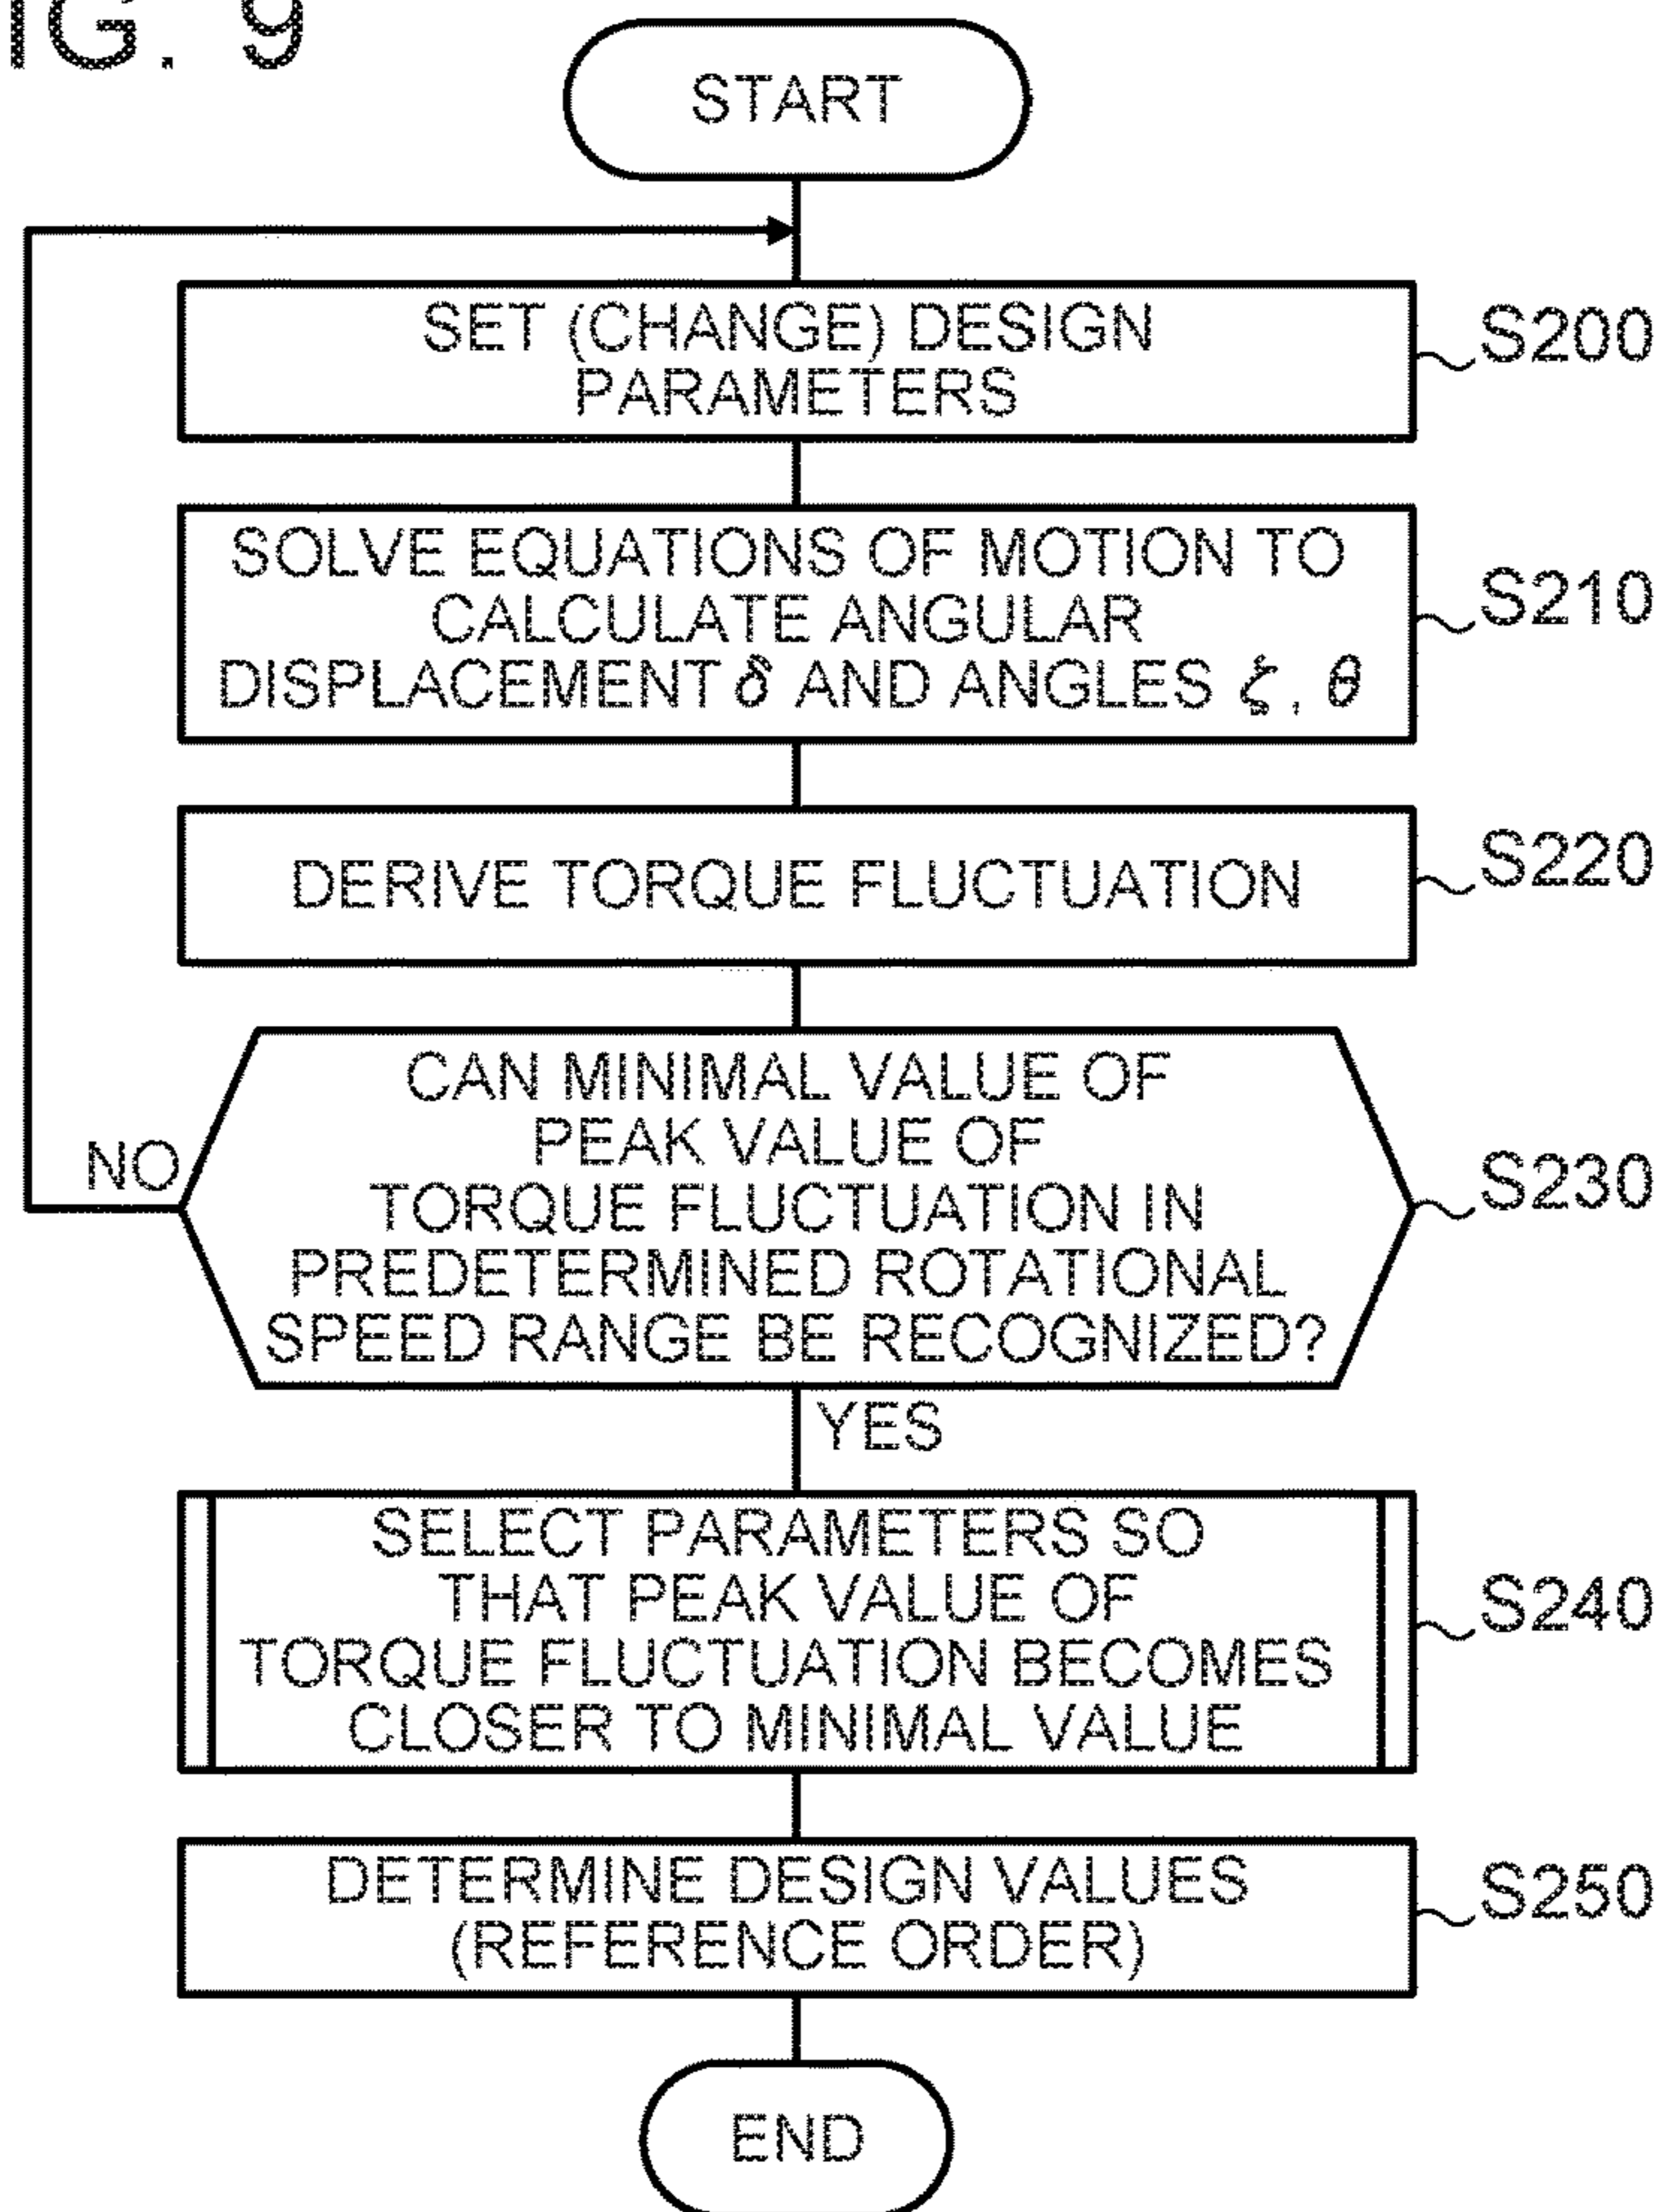 IG. 9
START
SET (CHANGE) DESIGN
PARAMETERS
S200
SOLVE EQUATIONS OF MOTION TO
CALCULATE ANGULAR
DISPLACEMENT δ AND ANGLES ζ, θ
S210
DERIVE TORQUE FLUCTUATION
S220
CAN MINIMAL VALUE OF
PEAK VALUE OF
TORQUE FLUCTUATION IN
PREDETERMINED ROTATIONAL
SPEED RANGE BE RECOGNIZED?
S230
NO
YES
SELECT PARAMETERS SO
THAT PEAK VALUE OF
TORQUE FLUCTUATION BECOMES
CLOSER TO MINIMAL VALUE
S240
DETERMINE DESIGN VALUES
(REFERENCE ORDER)
S250
END